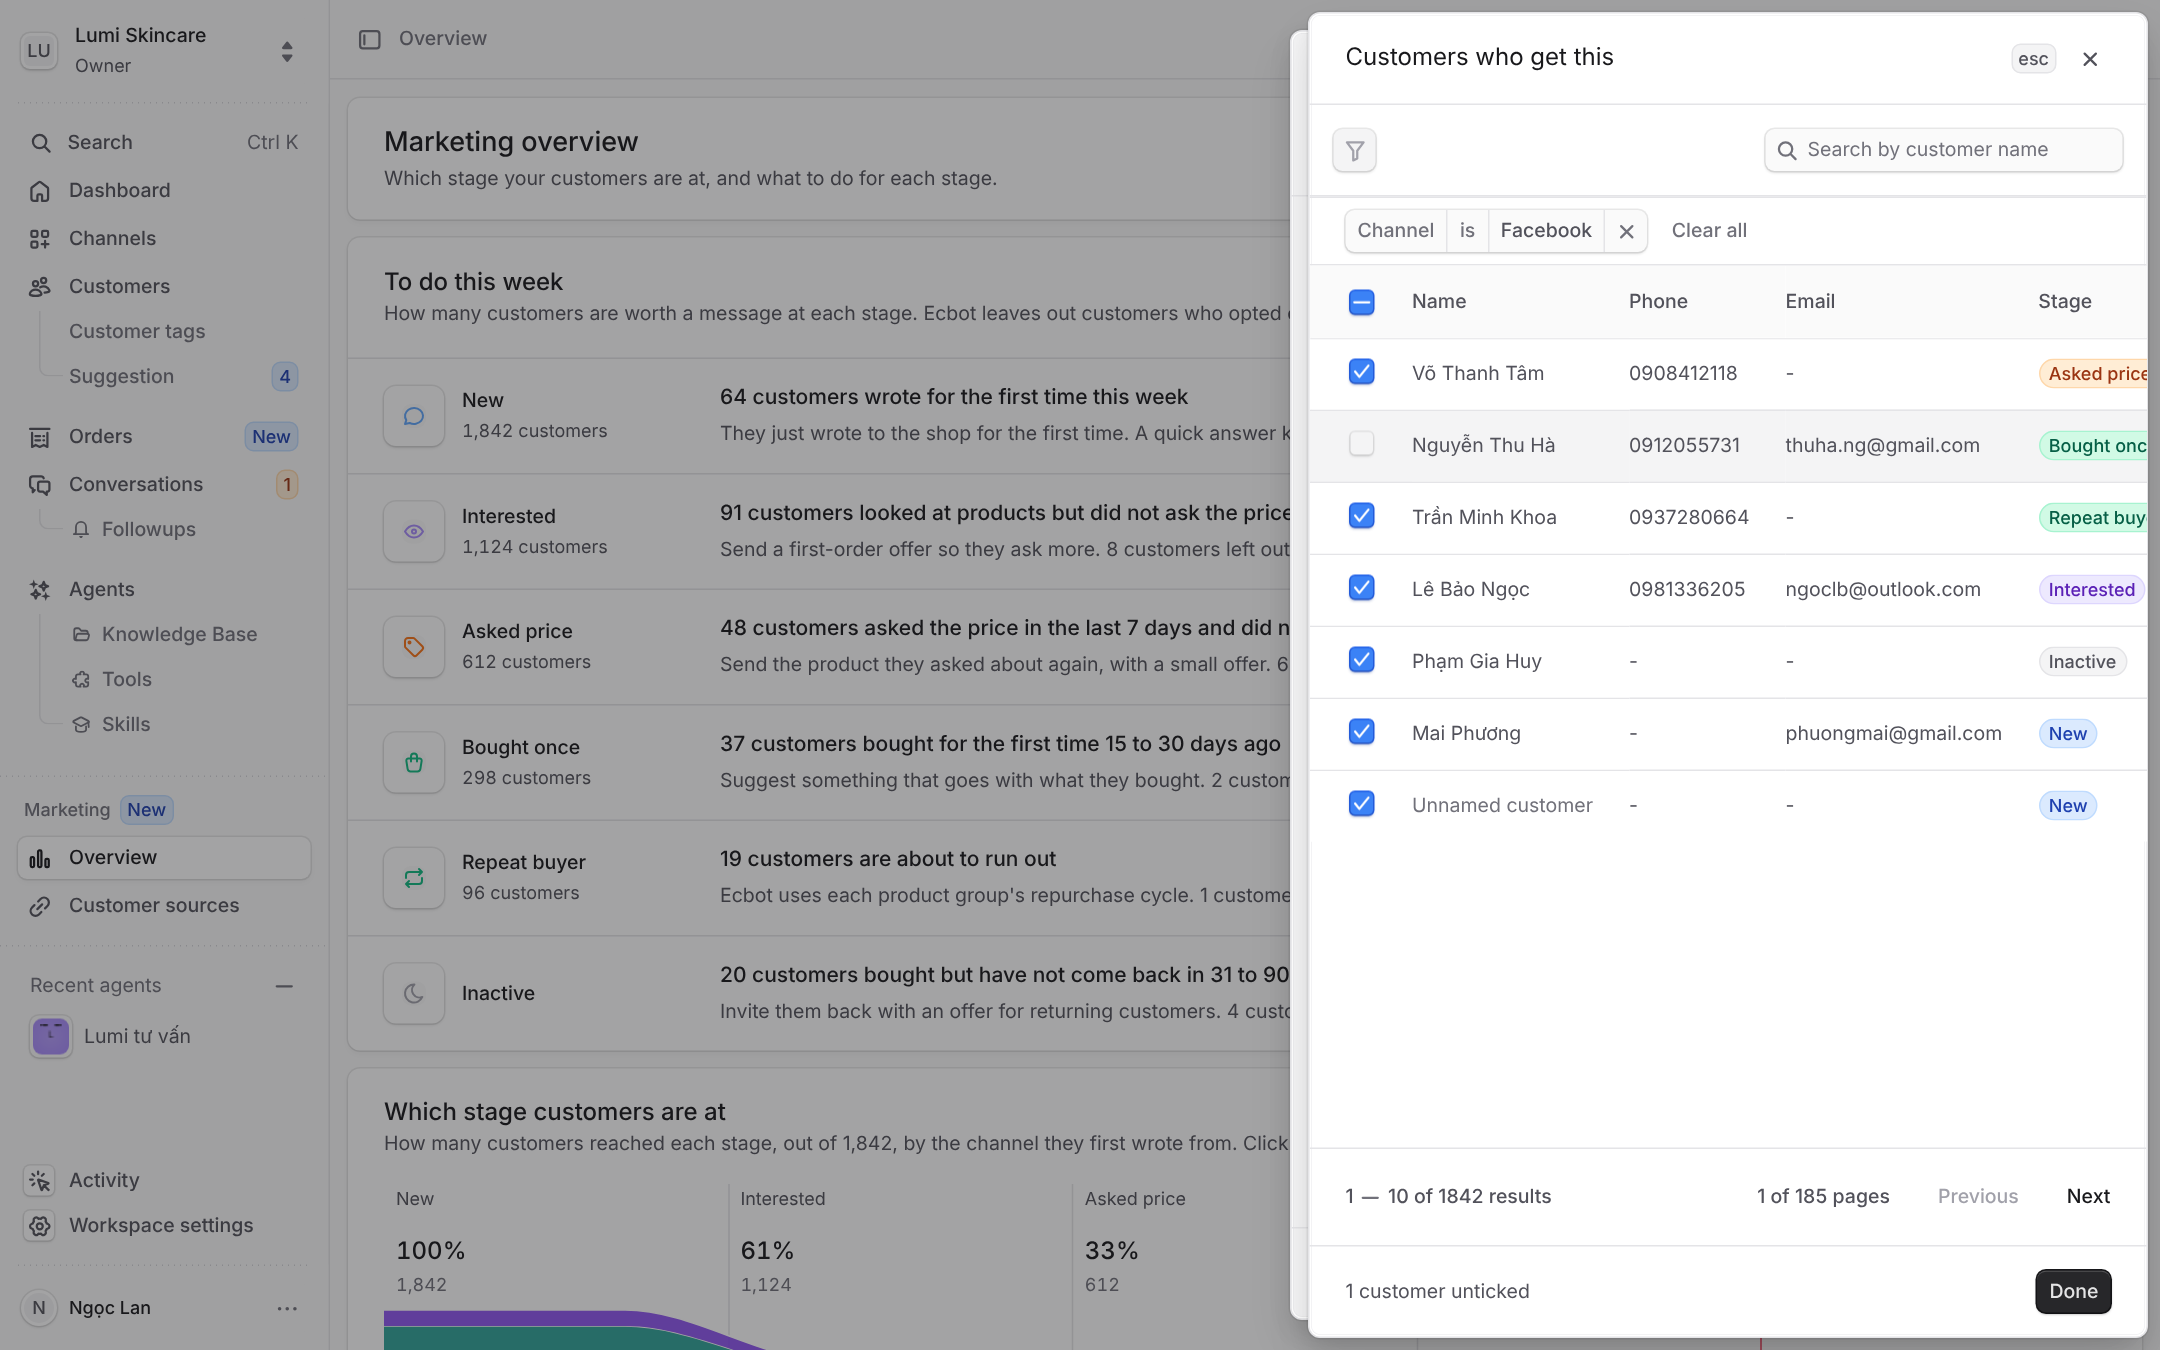 LU
Lumi Skincare
Owner
Search
Ctrl K
Dashboard
Channels
Customers
Customer tags
Suggestion
4
Orders
New
Conversations
1
Followups
Agents
Knowledge Base
Tools
Skills
Marketing
New
Overview
Customer sources
Recent agents
Lumi tư vấn
Activity
Workspace settings
N
Ngọc Lan
Overview
Marketing overview
Which stage your customers are at, and what to do for each stage.
To do this week
How many customers are worth a message at each stage. Ecbot leaves out customers who opted
New
1,842 customers
64 customers wrote for the first time this week
They just wrote to the shop for the first time. A quick answer
Interested
1,124 customers
91 customers looked at products but did not ask the price
Send a first-order offer so they ask more. 8 customers left out
Asked price
612 customers
48 customers asked the price in the last 7 days and did
Send the product they asked about again, with a small offer. 6
Bought once
298 customers
37 customers bought for the first time 15 to 30 days ago
Suggest something that goes with what they bought. 2
Repeat buyer
96 customers
19 customers are about to run out
Ecbot uses each product group's repurchase cycle. 1
Inactive
20 customers bought but have not come back in 31 to 90
Invite them back with an offer for returning customers. 4
Which stage customers are at
How many customers reached each stage, out of 1,842, by the channel they first wrote from. Click
New
100%
1,842
Interested
61%
1,124
Asked price
33%
612
Customers who get this
esc
Search by customer name
Channel is Facebook
Clear all
Name Phone Email Stage
Võ Thanh Tâm 0908412118 - Asked price
Nguyễn Thu Hà 0912055731 thuha.ng@gmail.com Bought onc
Trần Minh Khoa 0937280664 - Repeat buy
Lê Bảo Ngọc 0981336205 ngoclb@outlook.com Interested
Phạm Gia Huy - - Inactive
Mai Phương - phuongmai@gmail.com New
Unnamed customer - - New
1 — 10 of 1842 results
1 of 185 pages
Previous
Next
1 customer unticked
Done